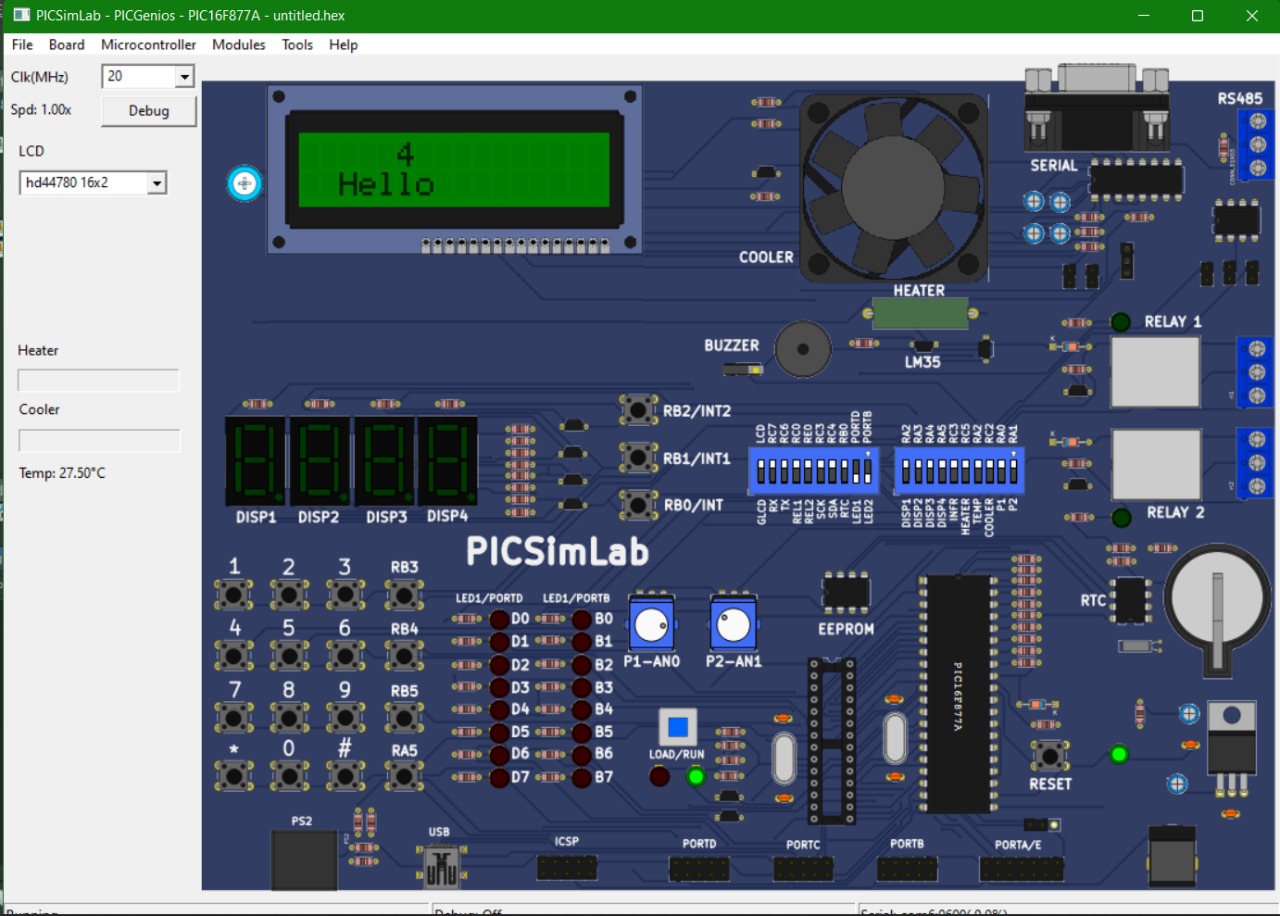 PICSimLab - PICGenios - PIC16F877A - untitled.hex
File Board Microcontroller Modules Tools Help
Clk(MHz) 20
Spd: 1.00x Debug
LCD
hd44780 16x2
Heater
Cooler
Temp: 27.50°C
4
Hello
COOLER
SERIAL
RS485
HEATER
LM35
BUZZER
RELAY 1
RELAY 2
RB2/INT2
RB1/INT1
RB0/INT
LCD RC7 RC6 RC0 RE0 RC3 RC4 RB0 PORTD PORTB
GLCD RX TX REL1 REL2 SCK SDA RTC LED1 LED2
RA2 RA3 RA4 RA5 RC3 RC5 RA2 RC2 RA0 RA1
DISP1 DISP2 DISP3 DISP4 INFR HEATER TEMP COOLER P1 P2
DISP1 DISP2 DISP3 DISP4
PICSimLab
1 2 3 RB3
4 5 6 RB4
7 8 9 RB5
* 0 # RA5
LED1/PORTD LED1/PORTB
D0 B0
D1 B1
D2 B2
D3 B3
D4 B4
D5 B5
D6 B6
D7 B7
P1-AN0 P2-AN1
EEPROM
PIC16F877A
RTC
LOAD/RUN
RESET
PS2
USB
ICSP
PORTD
PORTC
PORTB
PORTA/E
Running
Debug: Off